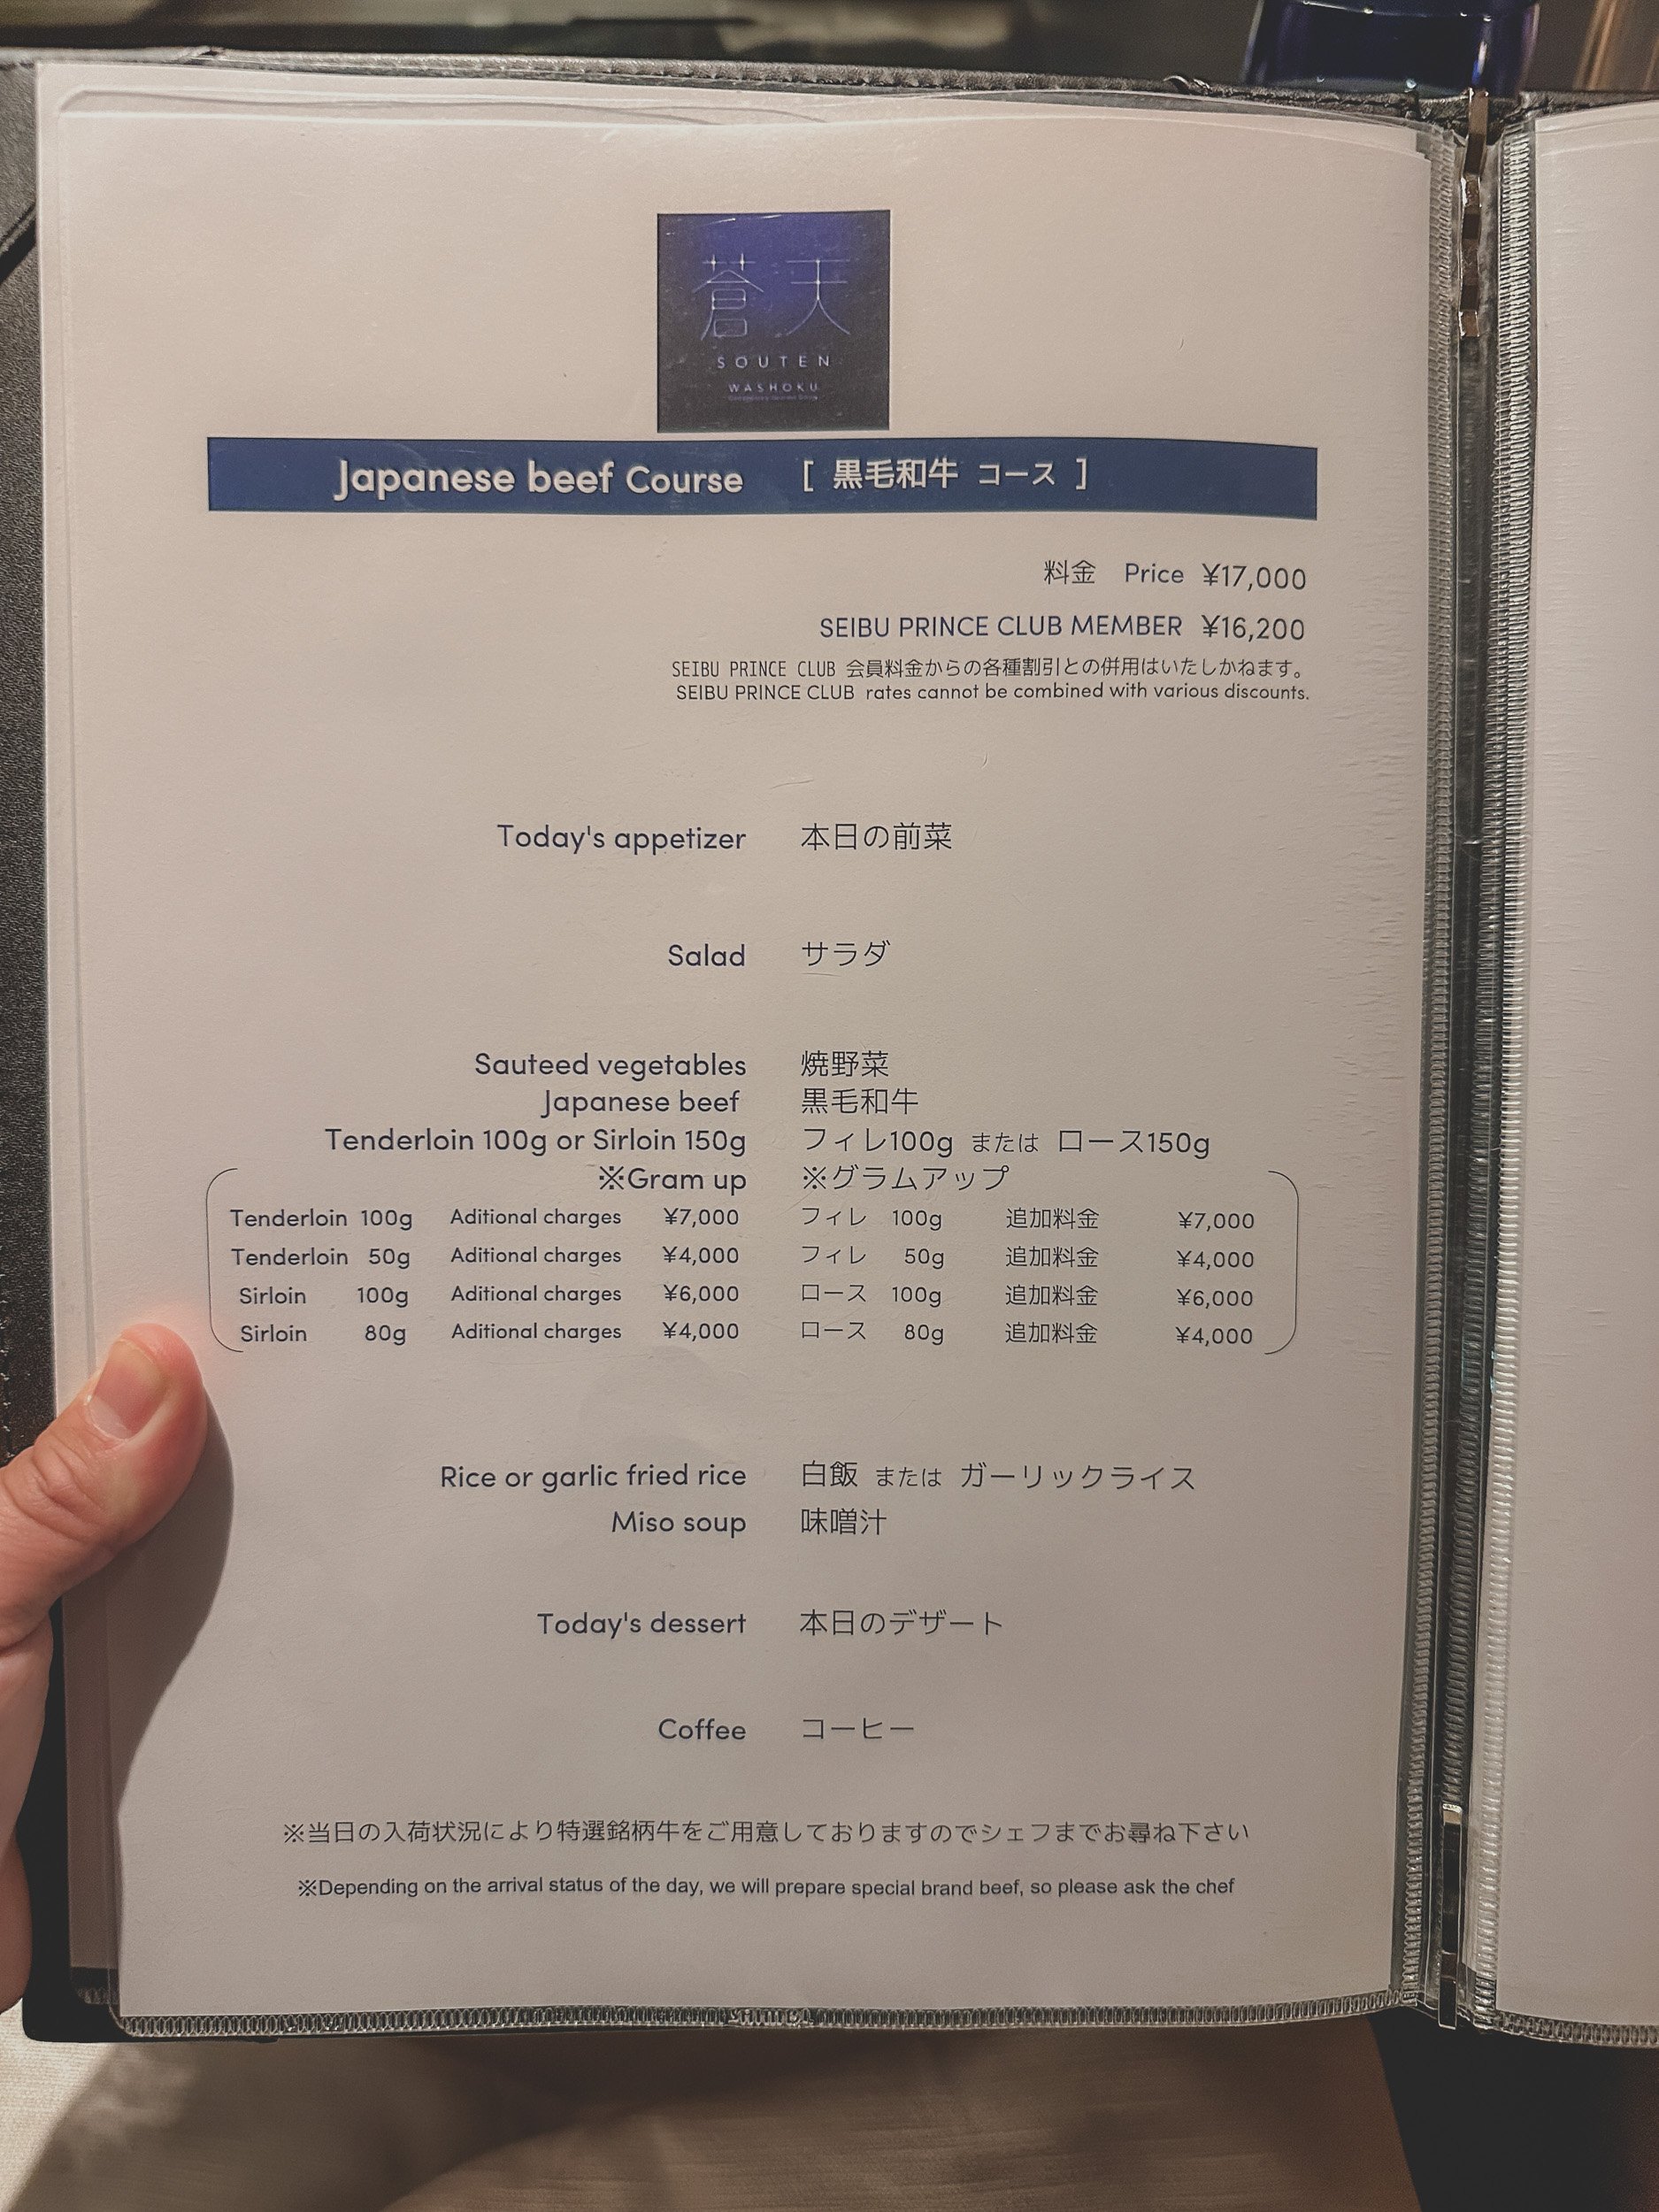 蒼天
SOUTEN
WASHOKU
Japanese beef Course [ 黒毛和牛 コース ]
料金 Price ¥17,000
SEIBU PRINCE CLUB MEMBER ¥16,200
SEIBU PRINCE CLUB 会員料金からの各種割引との併用はいたしかねます。
SEIBU PRINCE CLUB rates cannot be combined with various discounts.
Today's appetizer 本日の前菜
Salad サラダ
Sauteed vegetables 焼野菜
Japanese beef 黒毛和牛
Tenderloin 100g or Sirloin 150g フィレ100g または ロース150g
※Gram up ※グラムアップ
Tenderloin 100g Aditional charges ¥7,000 フィレ 100g 追加料金 ¥7,000
Tenderloin 50g Aditional charges ¥4,000 フィレ 50g 追加料金 ¥4,000
Sirloin 100g Aditional charges ¥6,000 ロース 100g 追加料金 ¥6,000
Sirloin 80g Aditional charges ¥4,000 ロース 80g 追加料金 ¥4,000
Rice or garlic fried rice 白飯 または ガーリックライス
Miso soup 味噌汁
Today's dessert 本日のデザート
Coffee コーヒー
※当日の入荷状況により特選銘柄牛をご用意しておりますのでシェフまでお尋ね下さい
※Depending on the arrival status of the day, we will prepare special brand beef, so please ask the chef